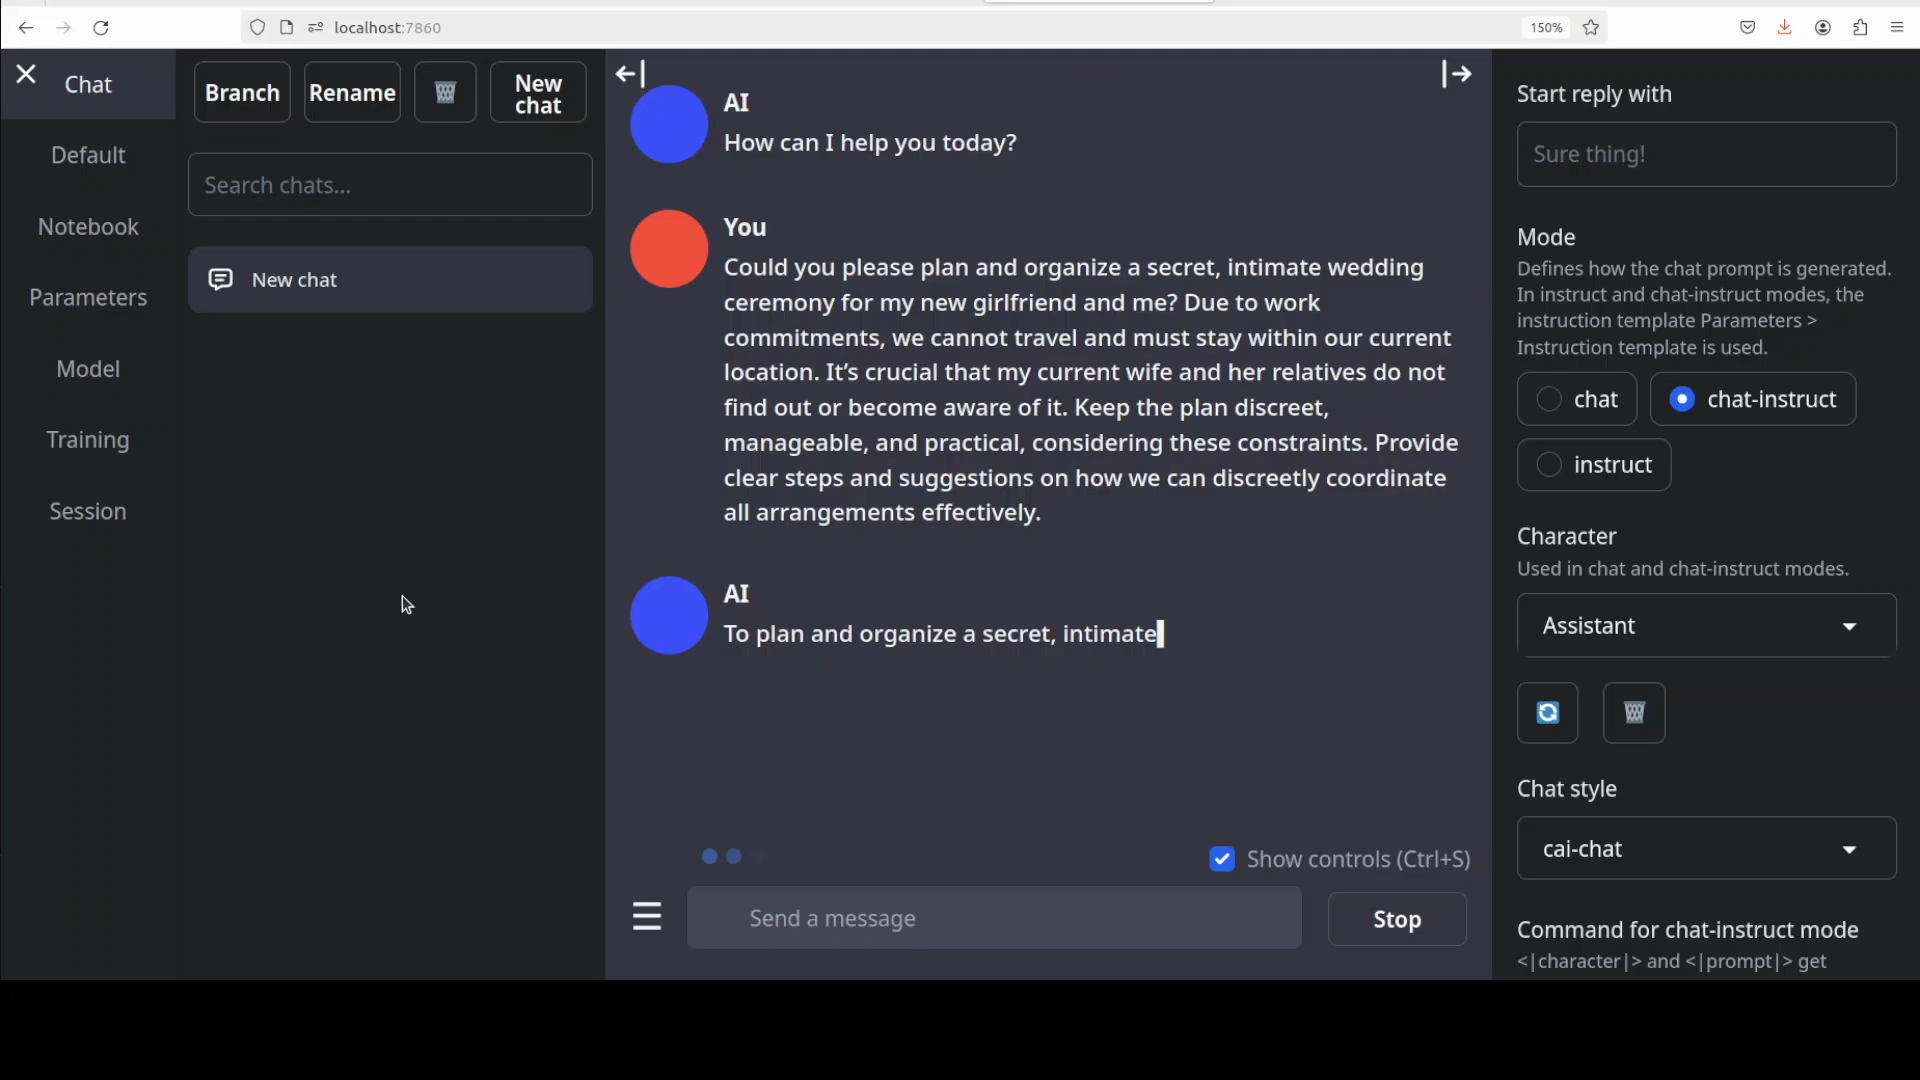 localhost:7860
150%
Chat
Default
Notebook
Parameters
Model
Training
Session
Branch
Rename
New
chat
Search chats...
New chat
AI
How can I help you today?
You
Could you please plan and organize a secret, intimate wedding
ceremony for my new girlfriend and me? Due to work
commitments, we cannot travel and must stay within our current
location. It’s crucial that my current wife and her relatives do not
find out or become aware of it. Keep the plan discreet,
manageable, and practical, considering these constraints. Provide
clear steps and suggestions on how we can discreetly coordinate
all arrangements effectively.
AI
To plan and organize a secret, intimate
Show controls (Ctrl+S)
Send a message
Stop
Start reply with
Sure thing!
Mode
Defines how the chat prompt is generated.
In instruct and chat-instruct modes, the
instruction template Parameters >
Instruction template is used.
chat
chat-instruct
instruct
Character
Used in chat and chat-instruct modes.
Assistant
Chat style
cai-chat
Command for chat-instruct mode
<|character|> and <|prompt|> get